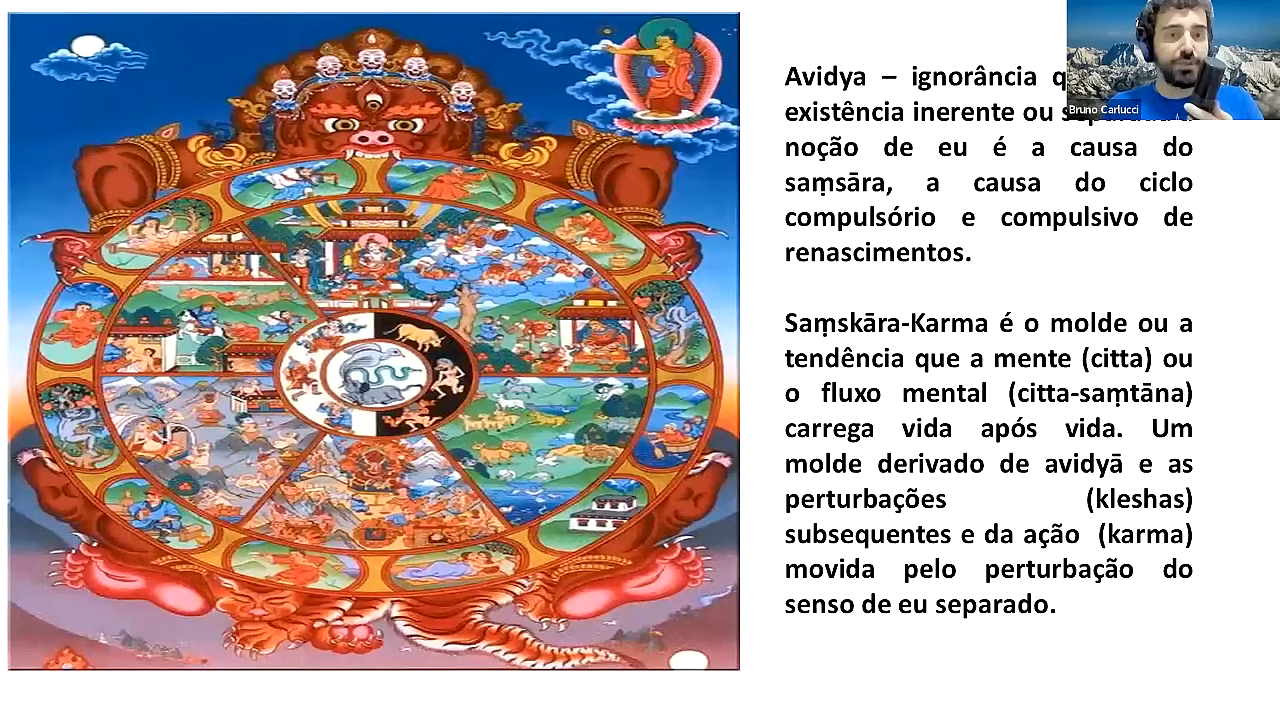 Avidya – ignorância
existência inerente ou
noção de eu é a causa do
saṃsāra, a causa do ciclo
compulsório e compulsivo de
renascimentos.
Saṃskāra-Karma é o molde ou a
tendência que a mente (citta) ou
o fluxo mental (citta-saṃtāna)
carrega vida após vida. Um
molde derivado de avidyā e as
perturbações (kleshas)
subsequentes e da ação (karma)
movida pelo perturbação do
senso de eu separado.
Bruno Carlucci